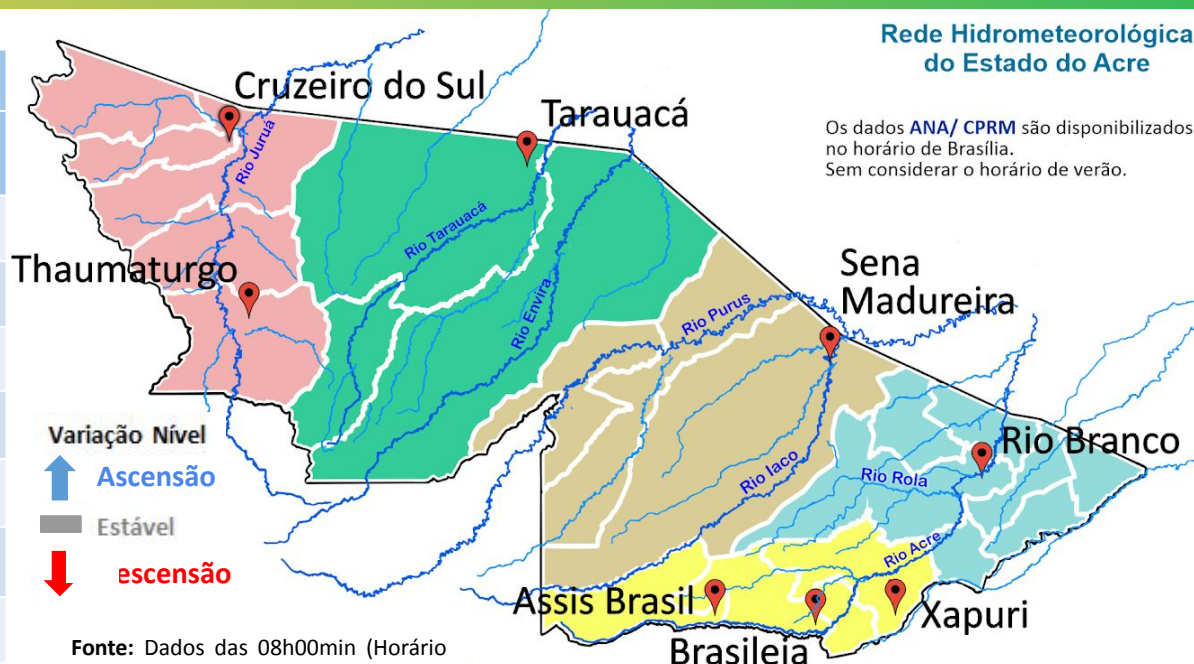 Rede Hidrometeorológica
do Estado do Acre
Os dados ANA/ CPRM são disponibilizados
no horário de Brasília.
Sem considerar o horário de verão.
Cruzeiro do Sul
Tarauacá
Rio Juruá
Rio Tarauacá
Thaumaturgo
Rio Envira
Sena
Madureira
Rio Purus
Variação Nível
Ascensão
Estável
escensão
Rio Branco
Rio Iaco
Rio Rola
Rio Acre
Assis Brasil
Xapuri
Brasileia
Fonte: Dados das 08h00min (Horário